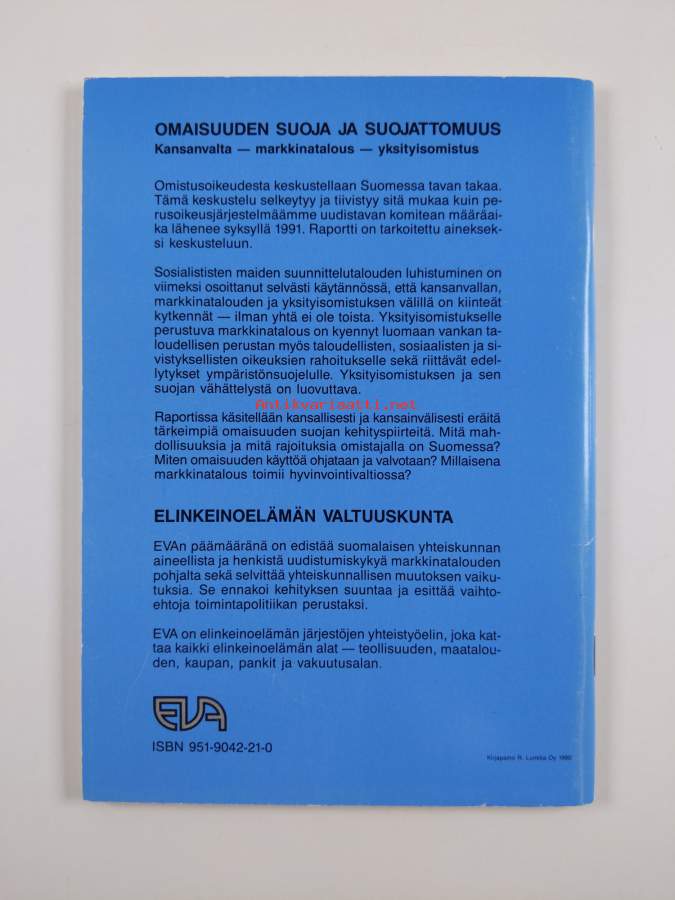 OMAISUUDEN SUOJA JA SUOJATTOMUUS
Kansanvalta — markkinatalous — yksityisomistus
Omistusoikeudesta keskustellaan Suomessa tavan takaa.
Tämä keskustelu selkeytyy ja tiivistyy sitä mukaa kuin pe-
rusoikeusjärjestelmäämme uudistavan komitean määräai-
ka lähenee syksyllä 1991. Raportti on tarkoitettu ainekseksi
si keskusteluun.
Sosialististen maiden suunnittelutalouden luhistuminen on
viimeksi osoittanut selvästi käytännössä, että kansanvallan,
markkinatalouden ja yksityisomistuksen välillä on kiinteät
kytkennät — ilman yhtä ei ole toista. Yksityisomistukselle
perustuva markkinatalous on kyennyt luomaan vankan ta-
loudellisen perustan myös taloudellisten, sosiaalisten ja si-
vistyksellisten oikeuksien rahoitukselle sekä riittävät edel-
lytykset ympäristönsuojelulle. Yksityisomistuksen ja sen
suojan vähättelystä on luovuttava.
Antikvariaatti.net
Raportissa käsitellään kansallisesti ja kansainvälisesti eräitä
tärkeimpiä omaisuuden suojan kehityspiirteitä. Mitä mah-
dollisuuksia ja mitä rajoituksia omistajalla on Suomessa?
Miten omaisuuden käyttöä ohjataan ja valvotaan? Millaisena
markkinatalous toimii hyvinvointivaltiossa?
ELINKEINOELÄMÄN VALTUUSKUNTA
EVAn päämääränä on edistää suomalaisen yhteiskunnan
aineellista ja henkistä uudistumiskykyä markkinatalouden
pohjalta sekä selvittää yhteiskunnallisen muutoksen vaiku-
tuksia. Se ennakoi kehityksen suuntaa ja esittää vaihto-
ehtoja toimintapolitiikan perustaksi.
EVA on elinkeinoelämän järjestöjen yhteistyöelin, joka kat-
taa kaikki elinkeinoelämän alat — teollisuuden, maatalou-
den, kaupan, pankit ja vakuutusalan.
EVA
ISBN 951-9042-21-0
Kirjapaino R. Lunkka Oy 1990